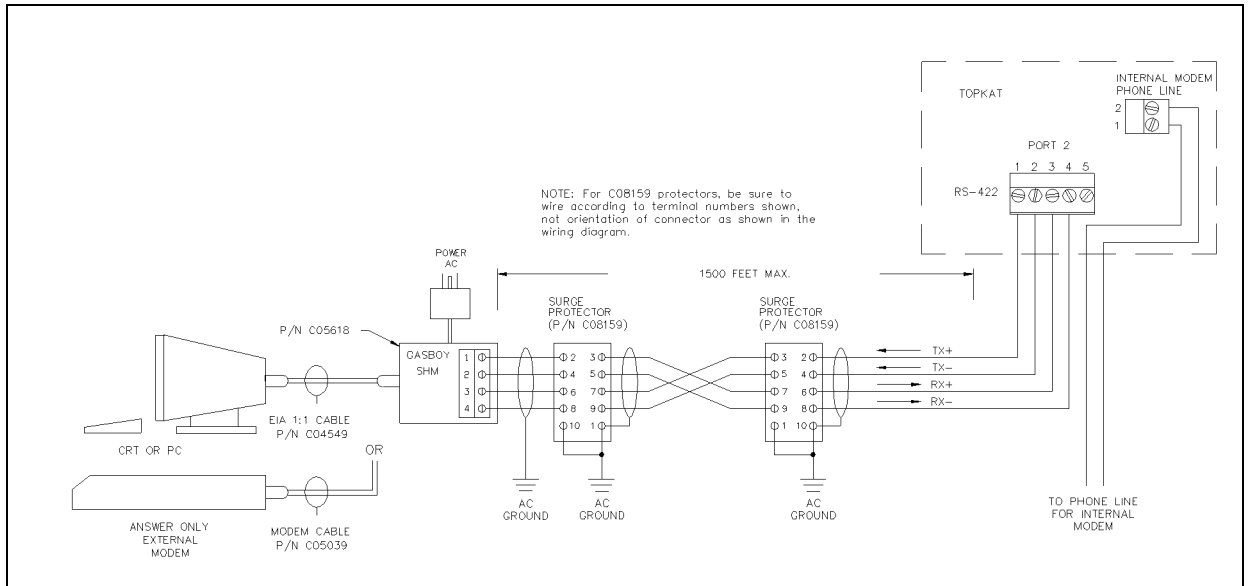 TOPKAT
INTERNAL MODEM
PHONE LINE
2
1
PORT 2
1 2 3 4 5
RS-422
NOTE: For C08159 protectors, be sure to
wire according to terminal numbers shown,
not orientation of connector as shown in the
wiring diagram.
POWER
AC
1500 FEET MAX.
P/N C05618
SURGE
PROTECTOR
(P/N C08159)
SURGE
PROTECTOR
(P/N C08159)
GASBOY
SHM
1
2
3
4
2 3
4 5
6 7
8 9
10 1
3 2
5 4
7 6
9 8
1 10
TX+
TX-
RX+
RX-
EIA 1:1 CABLE
P/N C04549
CRT OR PC
OR
AC
GROUND
AC
GROUND
AC
GROUND
TO PHONE LINE
FOR INTERNAL
MODEM
ANSWER ONLY
EXTERNAL
MODEM
MODEM CABLE
P/N C05039